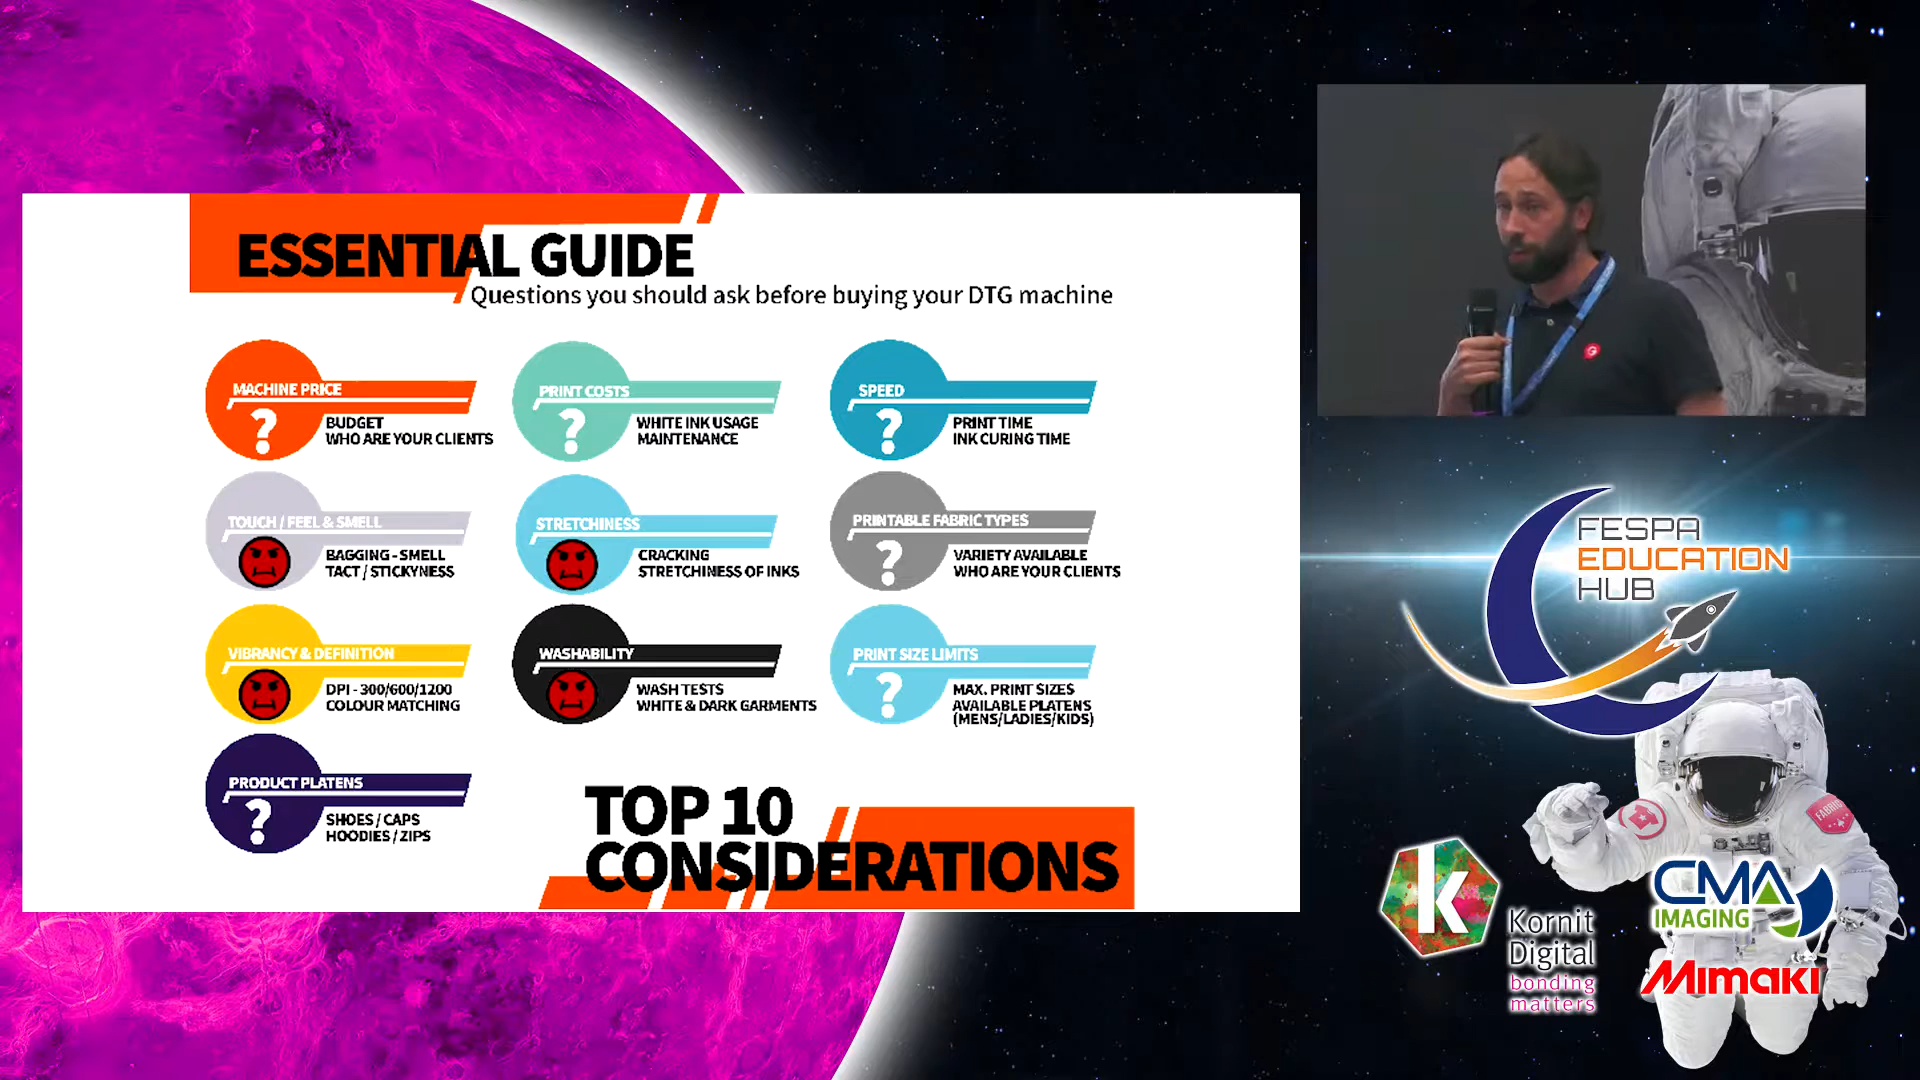 ESSENTIAL GUIDE
Questions you should ask before buying your DTG machine
MACHINE PRICE
?
BUDGET
WHO ARE YOUR CLIENTS
PRINT COSTS
?
WHITE INK USAGE
MAINTENANCE
SPEED
?
PRINT TIME
INK CURING TIME
TOUCH / FEEL & SMELL
BAGGING - SMELL
TACT / STICKYNESS
STRETCHINESS
CRACKING
STRETCHINESS OF INKS
PRINTABLE FABRIC TYPES
?
VARIETY AVAILABLE
WHO ARE YOUR CLIENTS
VIBRANCY & DEFINITION
DPI - 300/600/1200
COLOUR MATCHING
WASHABILITY
WASH TESTS
WHITE & DARK GARMENTS
PRINT SIZE LIMITS
?
MAX. PRINT SIZES
AVAILABLE PLATENS
(MENS/LADIES/KIDS)
PRODUCT PLATENS
?
SHOES / CAPS
HOODIES / ZIPS
TOP 10
CONSIDERATIONS
FESPA
EDUCATION
HUB
FABRIC
K
Kornit
Digital
bonding
matters
CMA
IMAGING
Mimaki